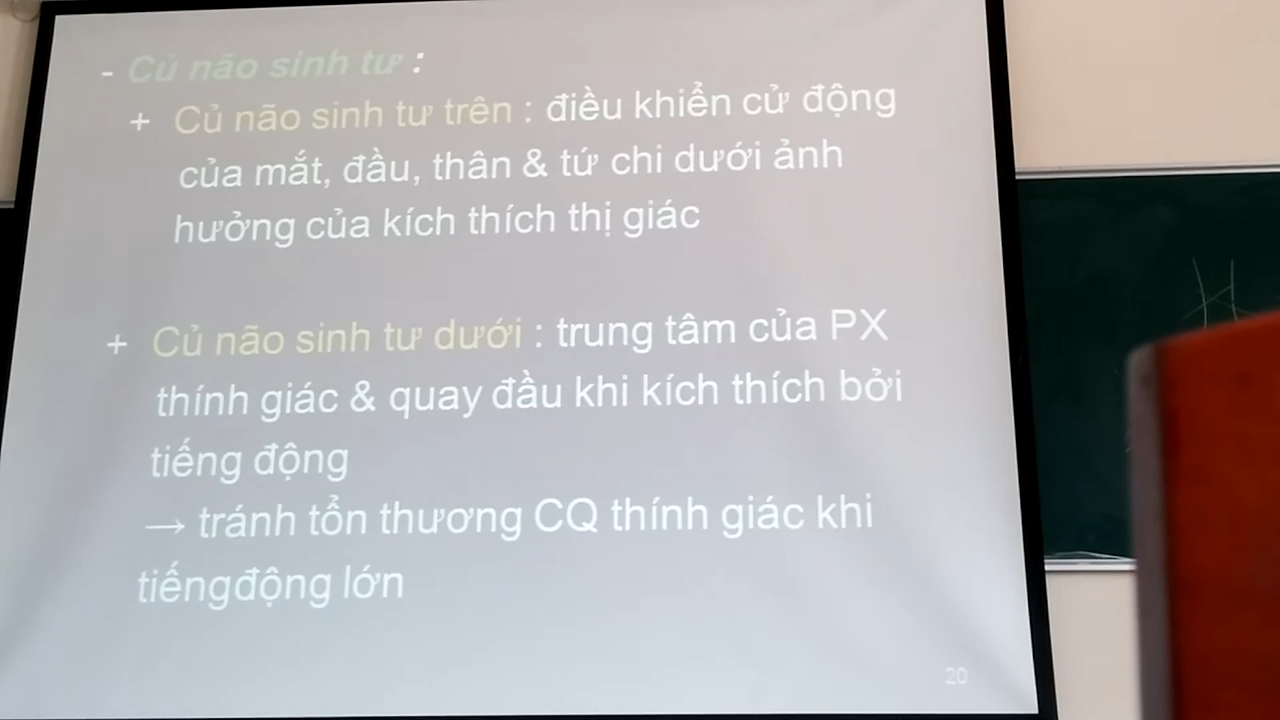 - Củ não sinh tư :
+ Củ não sinh tư trên : điều khiển cử động
của mắt, đầu, thân & tứ chi dưới ảnh
hưởng của kích thích thị giác
+ Củ não sinh tư dưới : trung tâm của PX
thính giác & quay đầu khi kích thích bởi
tiếng động
→ tránh tổn thương CQ thính giác khi
tiếngđộng lớn
20